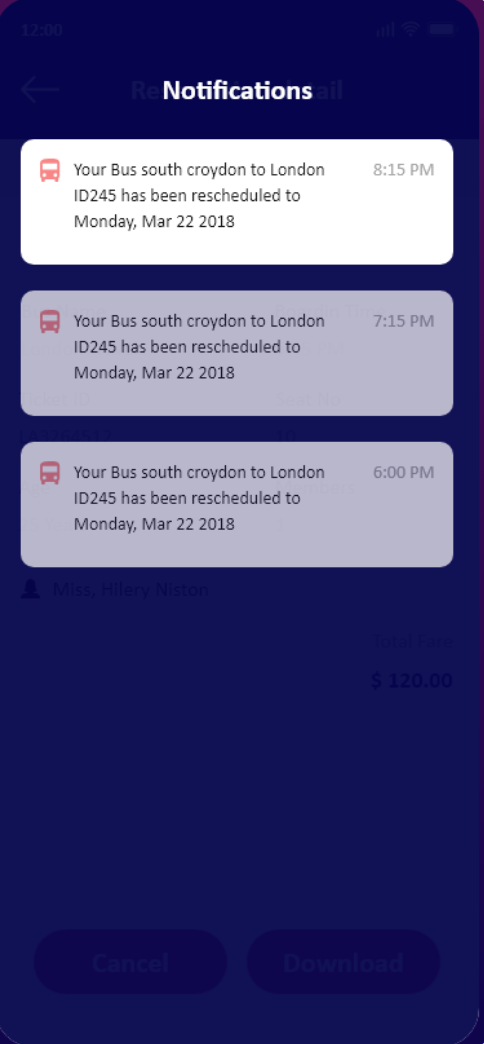 12:00
Notifications
Your Bus south croydon to London
8:15 PM
ID245 has been rescheduled to
Monday, Mar 22 2018
Your Bus south croydon to London
7:15 PM
ID245 has been rescheduled to
Monday, Mar 22 2018
Your Bus south croydon to London
6:00 PM
ID245 has been rescheduled to
Monday, Mar 22 2018
Miss, Hllery Niston
Total Fare
$ 120.00
Cancel
Download